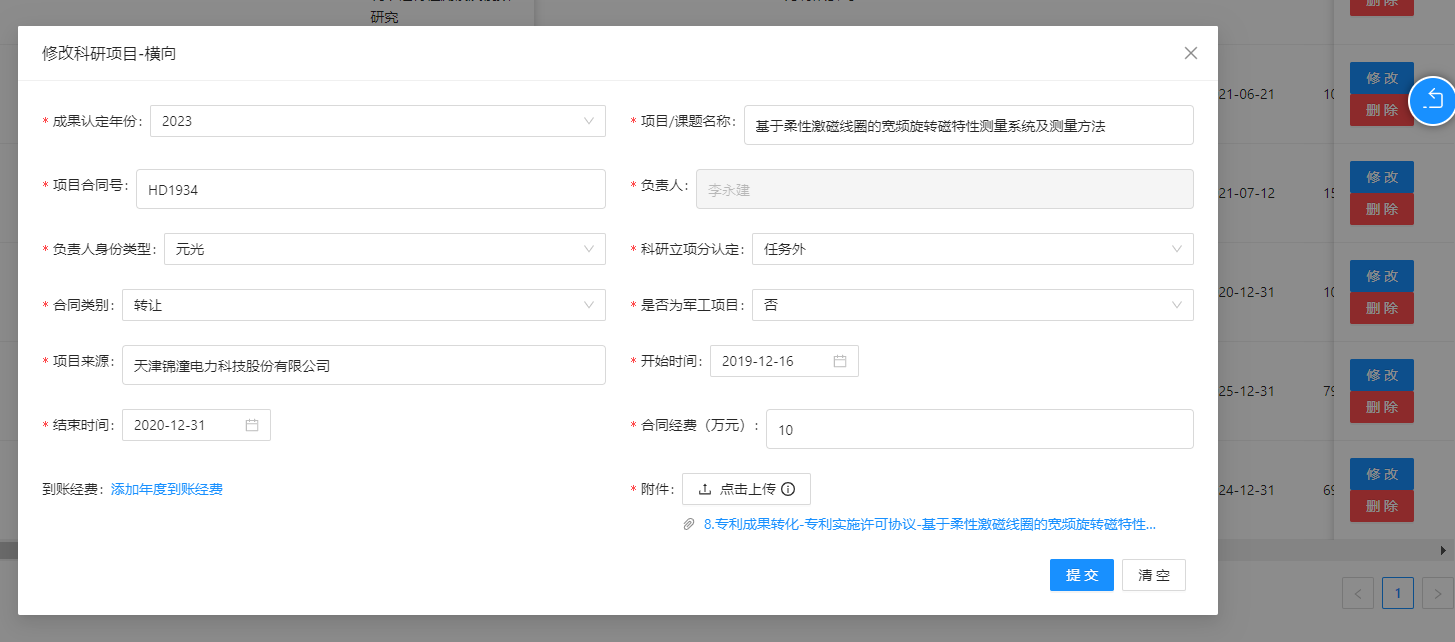 研究
修改科研项目-横向
* 成果认定年份: 2023
* 项目/课题名称: 基于柔性激磁线圈的宽频旋转磁特性测量系统及测量方法
* 项目合同号: HD1934
* 负责人: 李永建
* 负责人身份类型: 元光
* 科研立项分认定: 任务外
* 合同类别: 转让
* 是否为军工项目: 否
* 项目来源: 天津锦潼电力科技股份有限公司
* 开始时间: 2019-12-16
* 结束时间: 2020-12-31
* 合同经费（万元）: 10
到账经费: 添加年度到账经费
* 附件: 点击上传
8.专利成果转化-专利实施许可协议-基于柔性激磁线圈的宽频旋转磁特性...
提 交
清 空
删 除
21-06-21
10
修 改
删 除
21-07-12
15
修 改
删 除
20-12-31
10
修 改
删 除
25-12-31
79
修 改
删 除
24-12-31
69
修 改
删 除
1